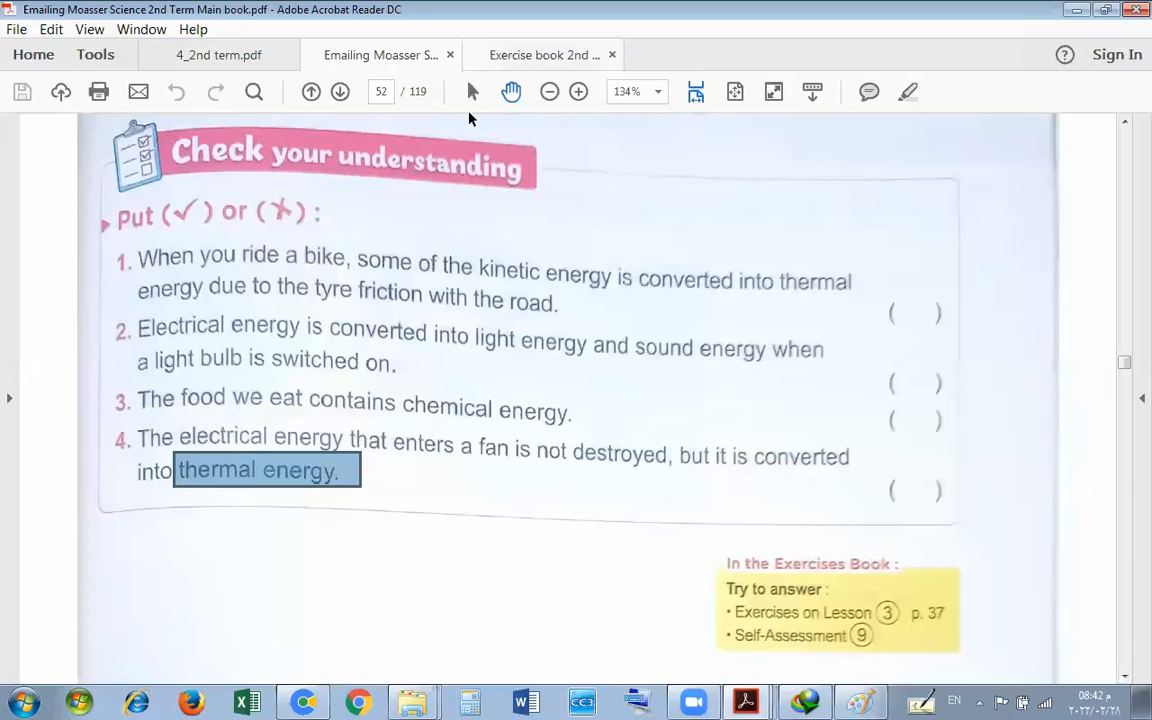 Emailing Moasser Science 2nd Term Main book.pdf - Adobe Acrobat Reader DC
File Edit View Window Help
Home Tools 4_2nd term.pdf Emailing Moasser S... × Exercise book 2nd ... × Sign In
52 / 119 134%
Check your understanding
Put (✓) or (✗) :
1. When you ride a bike, some of the kinetic energy is converted into thermal
energy due to the tyre friction with the road. ( )
2. Electrical energy is converted into light energy and sound energy when
a light bulb is switched on. ( )
3. The food we eat contains chemical energy. ( )
4. The electrical energy that enters a fan is not destroyed, but it is converted
into thermal energy. ( )
In the Exercises Book :
Try to answer :
• Exercises on Lesson 3 p. 37
• Self-Assessment 9
EN
08:42 م
٢٠٢٢/٠٢/٢٨